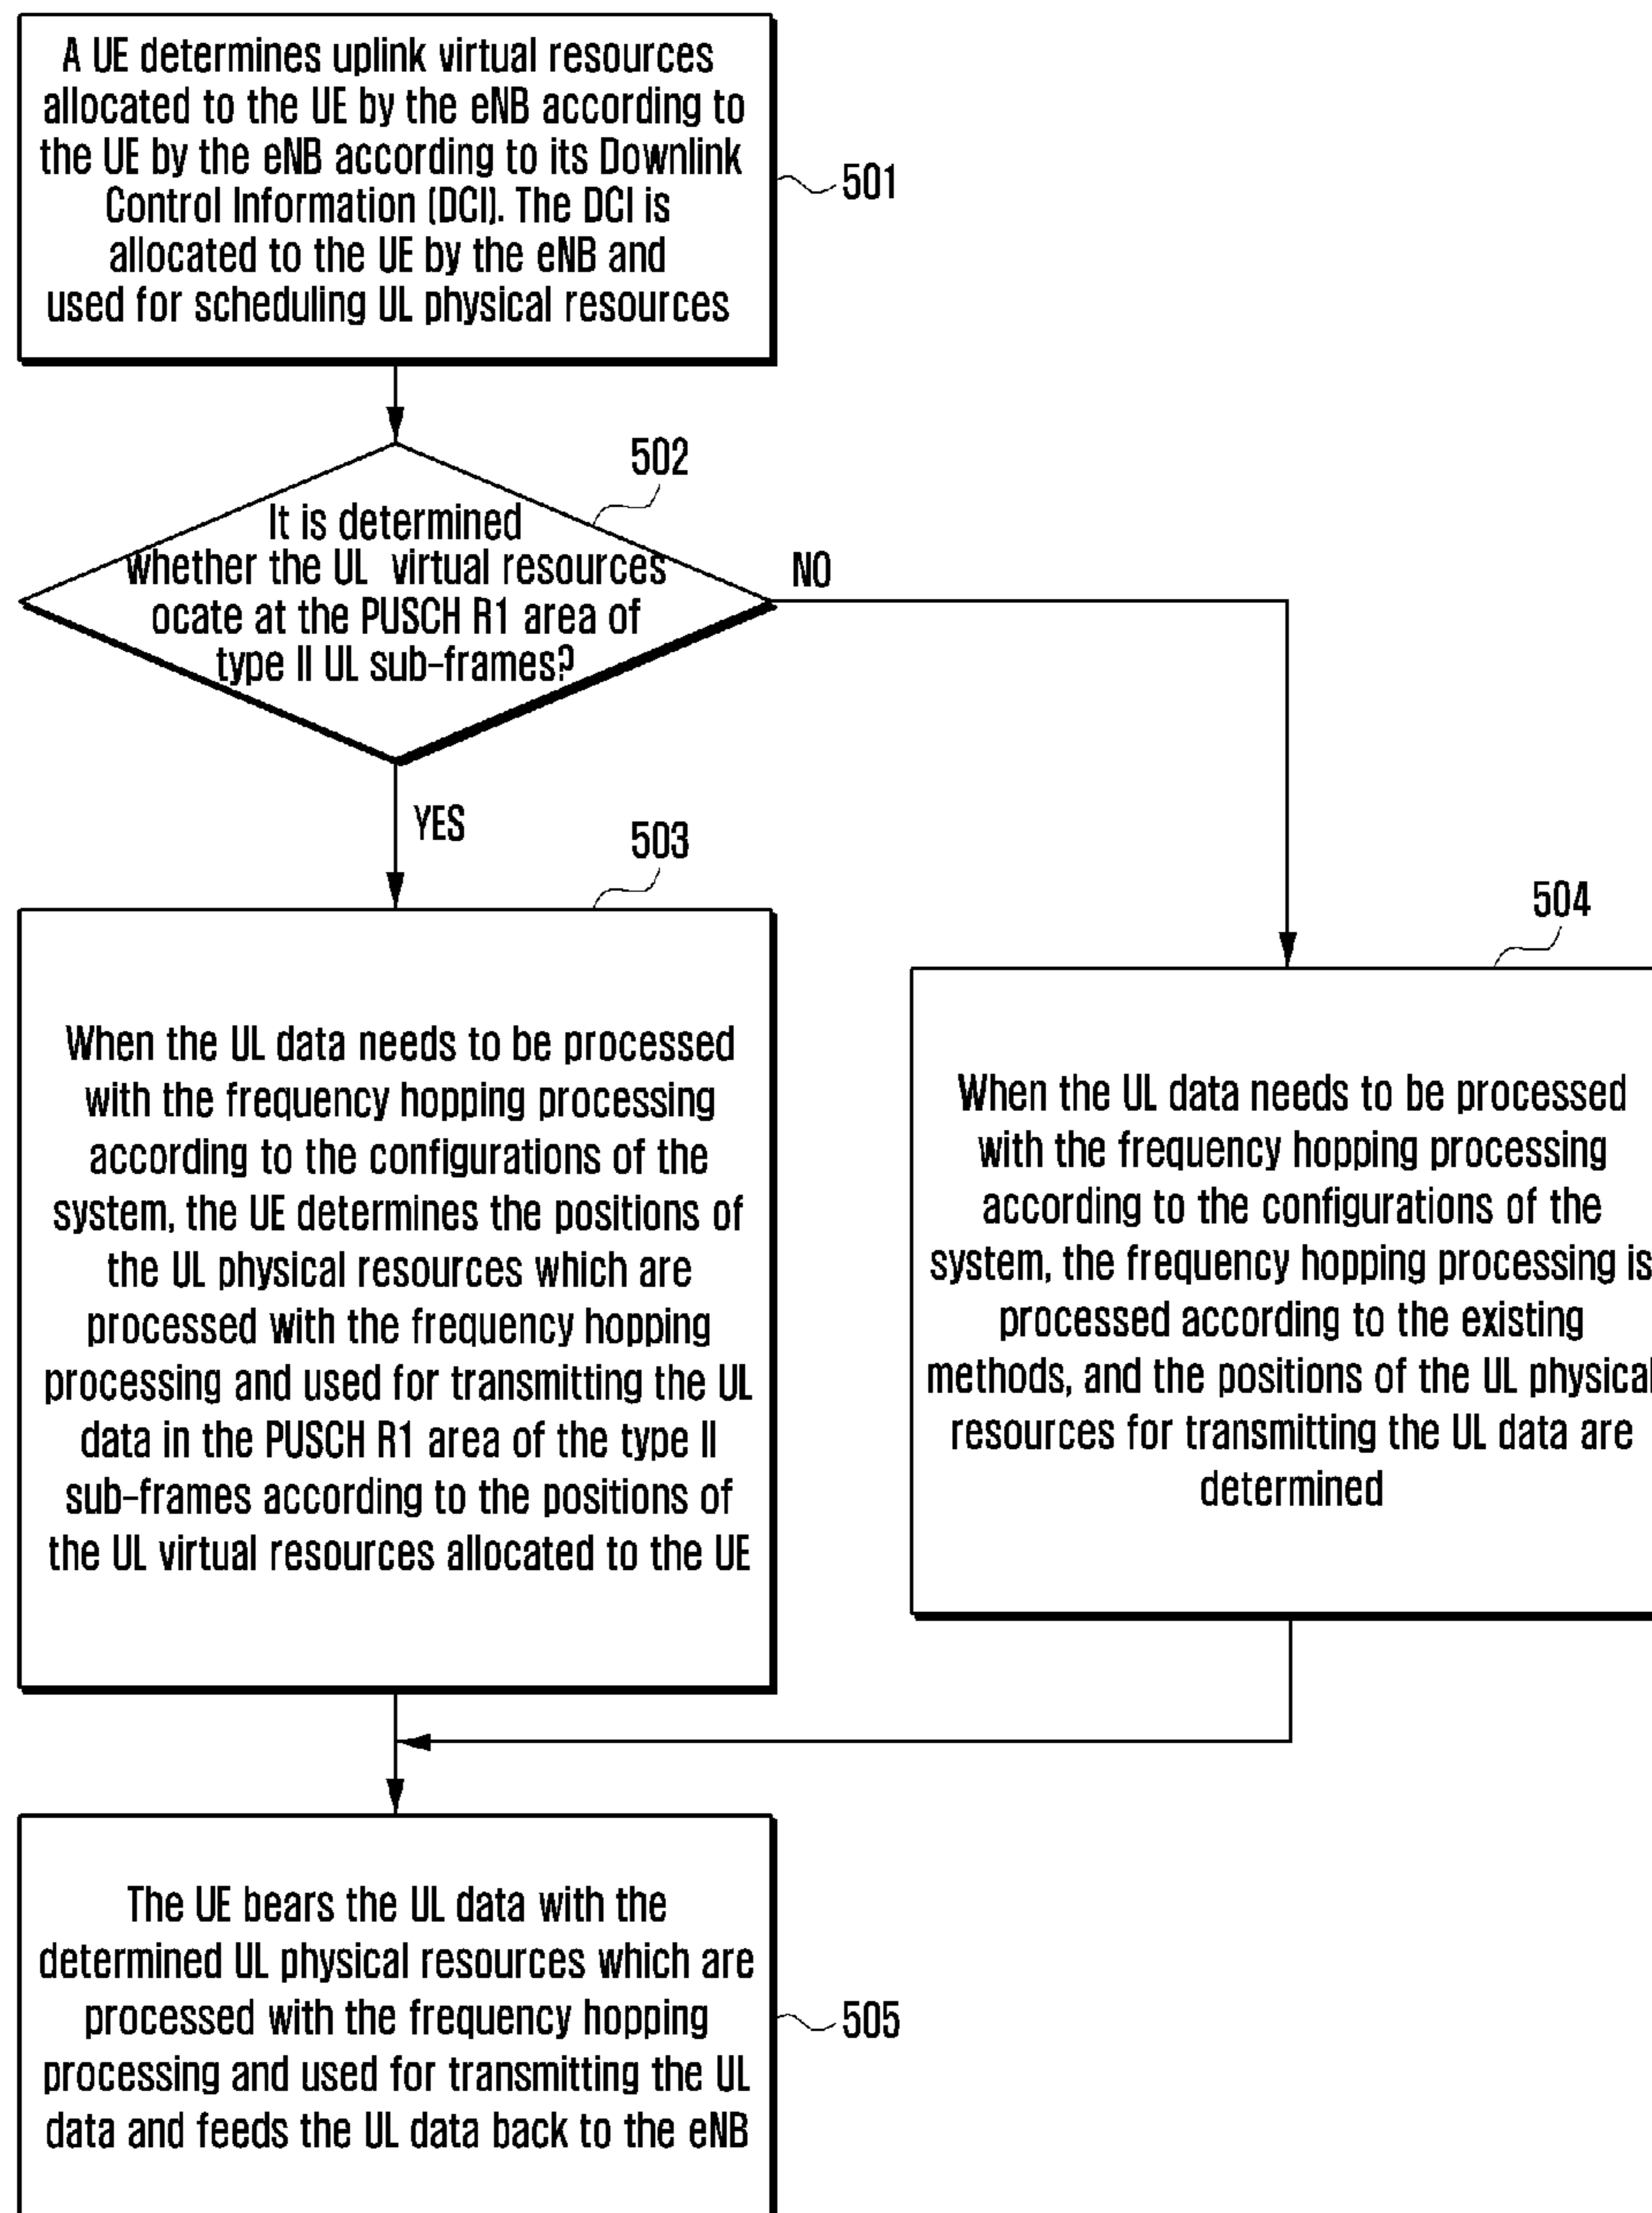 A UE determines uplink virtual resources
allocated to the UE by the eNB according to
the UE by the eNB according to its Downlink
Control Information (DCI). The DCI is
allocated to the UE by the eNB and
used for scheduling UL physical resources
501
502
It is determined
whether the UL virtual resources
ocate at the PUSCH R1 area of
type II UL sub-frames?
NO
YES
503
When the UL data needs to be processed
with the frequency hopping processing
according to the configurations of the
system, the UE determines the positions of
the UL physical resources which are
processed with the frequency hopping
processing and used for transmitting the UL
data in the PUSCH R1 area of the type II
sub-frames according to the positions of
the UL virtual resources allocated to the UE
504
When the UL data needs to be processed
with the frequency hopping processing
according to the configurations of the
system, the frequency hopping processing is
processed according to the existing
methods, and the positions of the UL physical
resources for transmitting the UL data are
determined
The UE bears the UL data with the
determined UL physical resources which are
processed with the frequency hopping
processing and used for transmitting the UL
data and feeds the UL data back to the eNB
505